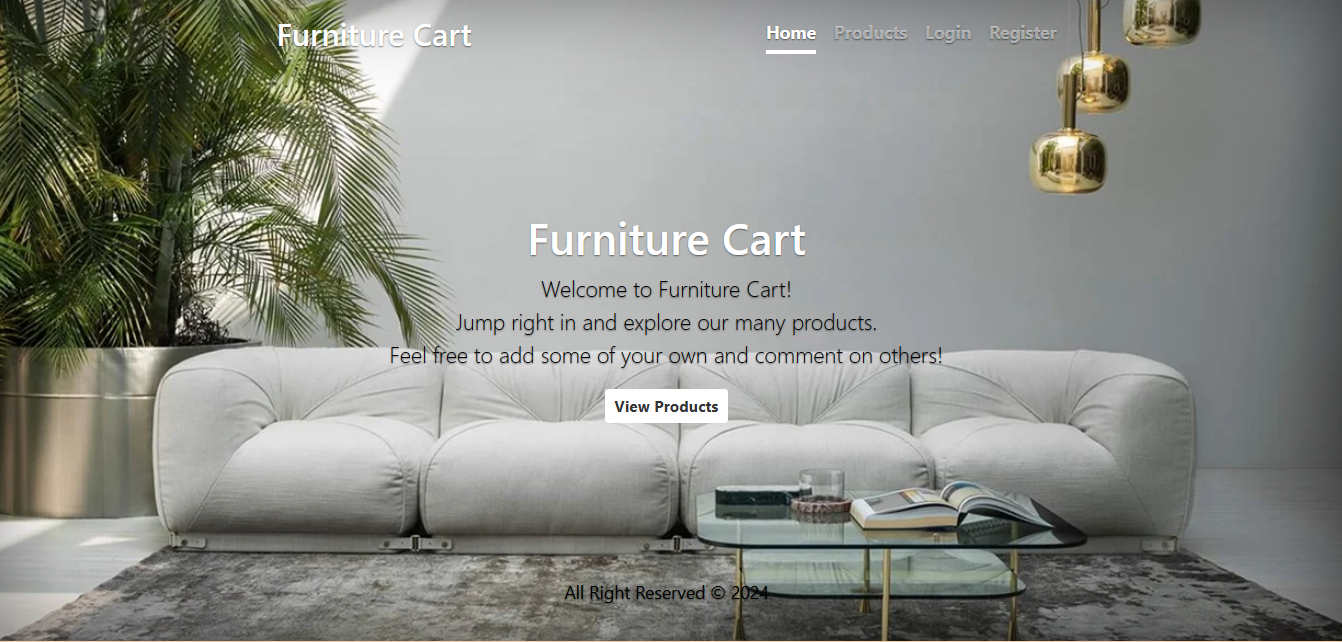 Furniture Cart
Home Products Login Register
Furniture Cart
Welcome to Furniture Cart!
Jump right in and explore our many products.
Feel free to add some of your own and comment on others!
View Products
All Right Reserved © 2024